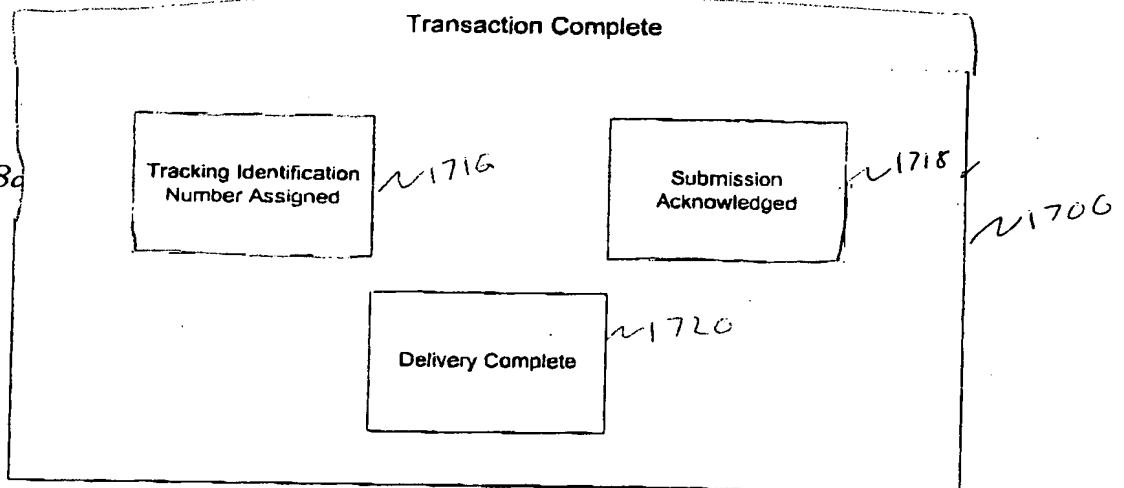 Transaction Complete
Tracking Identification
Number Assigned
1716
Submission
Acknowledged
1718
1706
Delivery Complete
1720